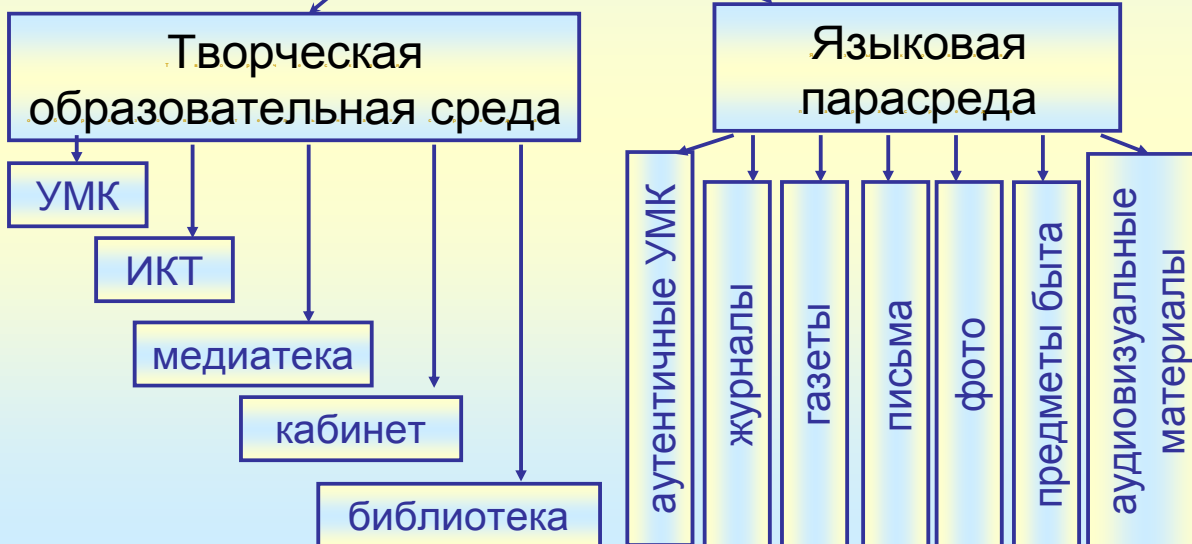 Творческая
образовательная среда
УМК
ИКТ
медиатека
кабинет
библиотека
Языковая
парасреда
аутентичные УМК
журналы
газеты
письма
фото
предметы быта
аудиовизуальные
материалы